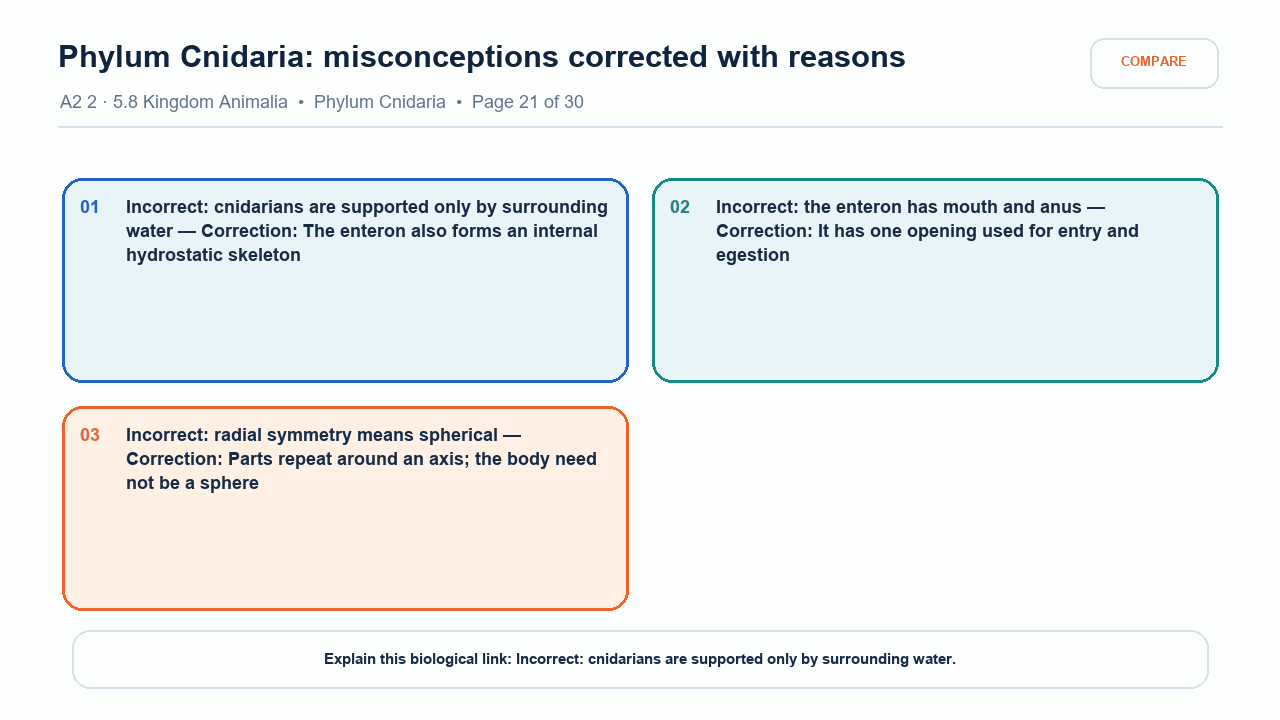 Phylum Cnidaria: misconceptions corrected with reasons
COMPARE
A2 2 · 5.8 Kingdom Animalia • Phylum Cnidaria • Page 21 of 30
01 Incorrect: cnidarians are supported only by surrounding
water — Correction: The enteron also forms an internal
hydrostatic skeleton
02 Incorrect: the enteron has mouth and anus —
Correction: It has one opening used for entry and
egestion
03 Incorrect: radial symmetry means spherical —
Correction: Parts repeat around an axis; the body need
not be a sphere
Explain this biological link: Incorrect: cnidarians are supported only by surrounding water.